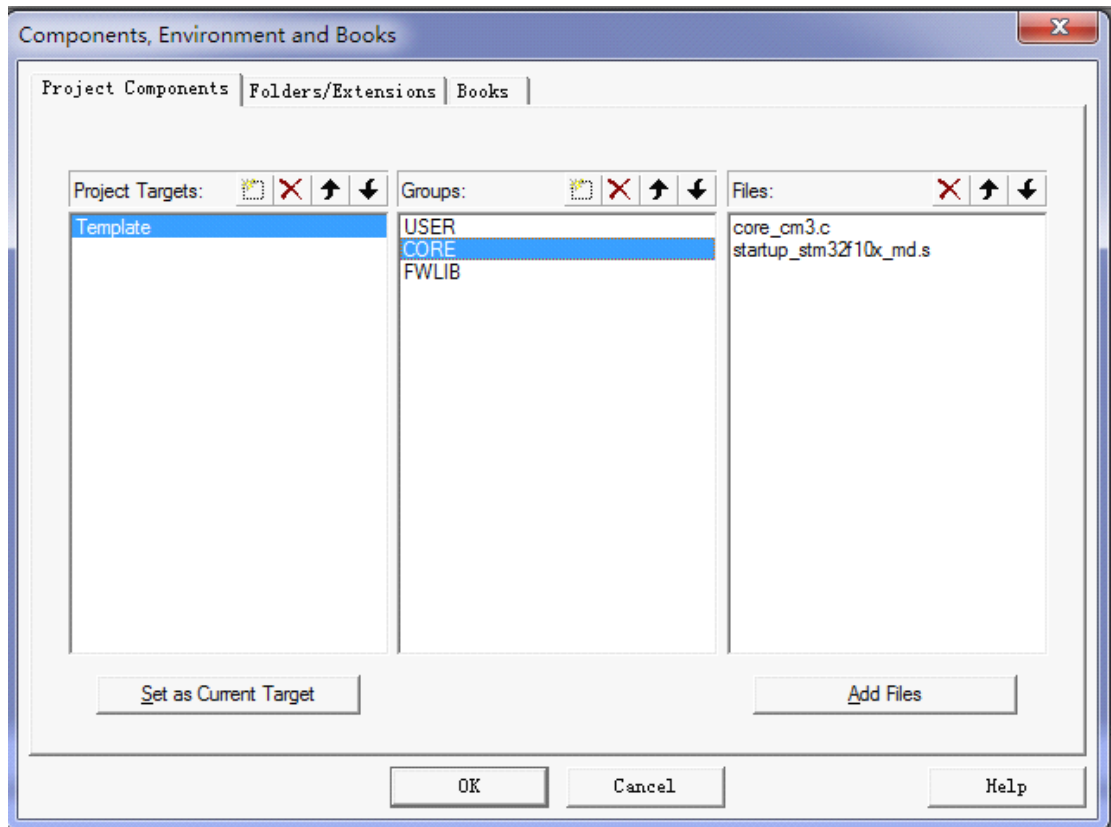 Components, Environment and Books
Project Components Folders/Extensions Books
Project Targets: Groups: Files:
Template
USER
CORE
FWLIB
core_cm3.c
startup_stm32f10x_md.s
Set as Current Target
Add Files
OK Cancel Help